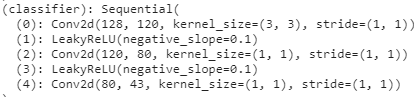 (classifier): Sequential(
(0): Conv2d(128, 120, kernel_size=(3, 3), stride=(1, 1))
(1): LeakyReLU(negative_slope=0.1)
(2): Conv2d(120, 80, kernel_size=(1, 1), stride=(1, 1))
(3): LeakyReLU(negative_slope=0.1)
(4): Conv2d(80, 43, kernel_size=(1, 1), stride=(1, 1))